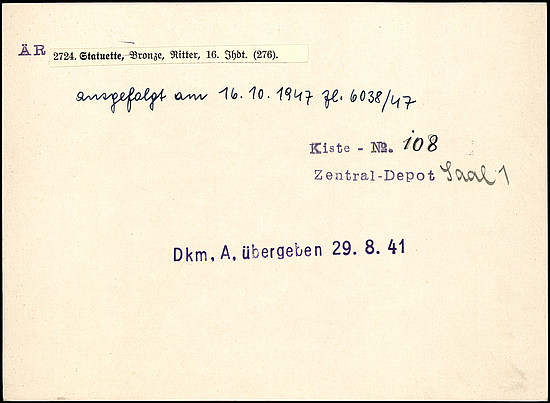 ÄR 2724. Statuette, Bronze, Ritter, 16. Jhdt. (276).
ausgefolgt am 16.10.1947 Zl. 6038/47
Kiste - No. 108
Zentral-Depot Saal 1
Dkm. A. übergeben 29. 8. 41